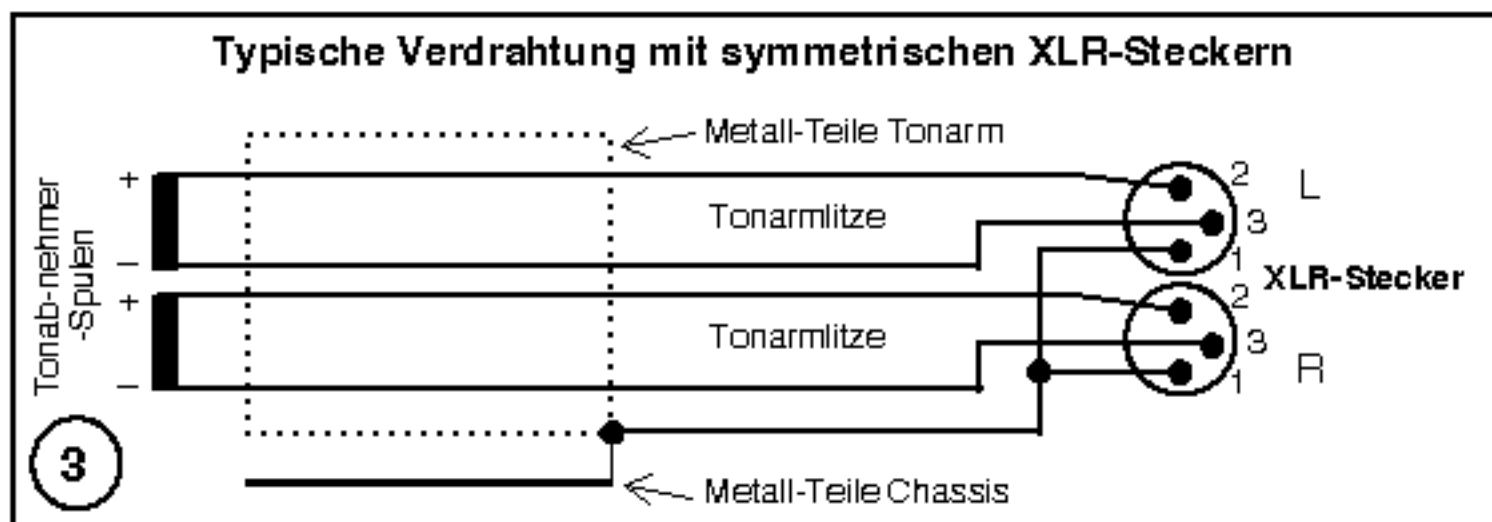 Typische Verdrahtung mit symmetrischen XLR-Steckern
Metall-Teile Tonarm
Tonab-nehmer
-Spulen
+
Tonarmlitze
–
2
3
1
L
XLR-Stecker
+
Tonarmlitze
–
2
3
1
R
3
Metall-Teile Chassis